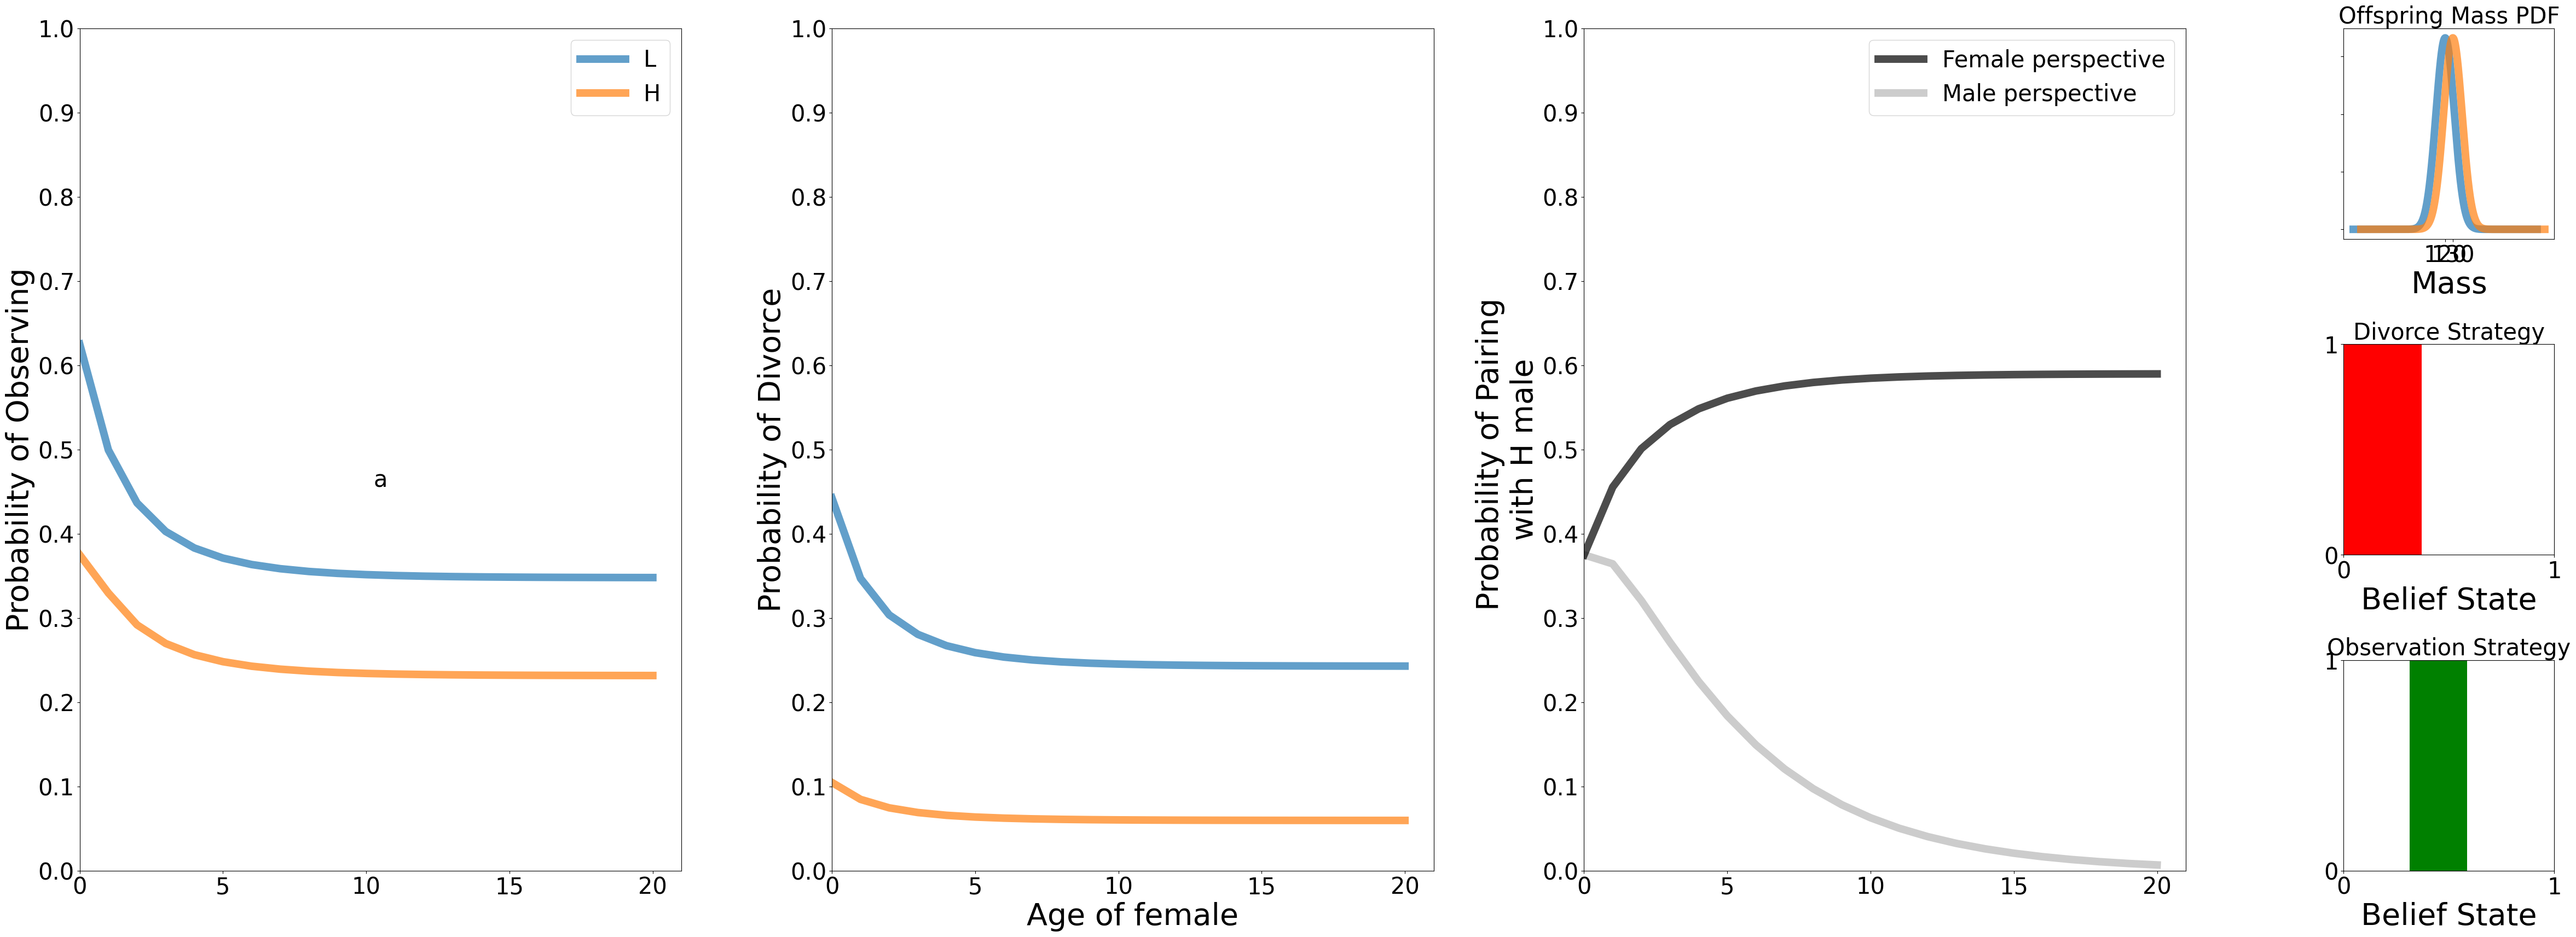 Probability of Observing
1.0
0.9
0.8
0.7
0.6
0.5
0.4
0.3
0.2
0.1
0.0
0 5 10 15 20
L
H
a
Probability of Divorce
1.0
0.9
0.8
0.7
0.6
0.5
0.4
0.3
0.2
0.1
0.0
0 5 10 15 20
Age of female
Probability of Pairing
with H male
1.0
0.9
0.8
0.7
0.6
0.5
0.4
0.3
0.2
0.1
0.0
0 5 10 15 20
Female perspective
Male perspective
Offspring Mass PDF
120 130
Mass
Divorce Strategy
1
0
0 1
Belief State
Observation Strategy
1
0
0 1
Belief State